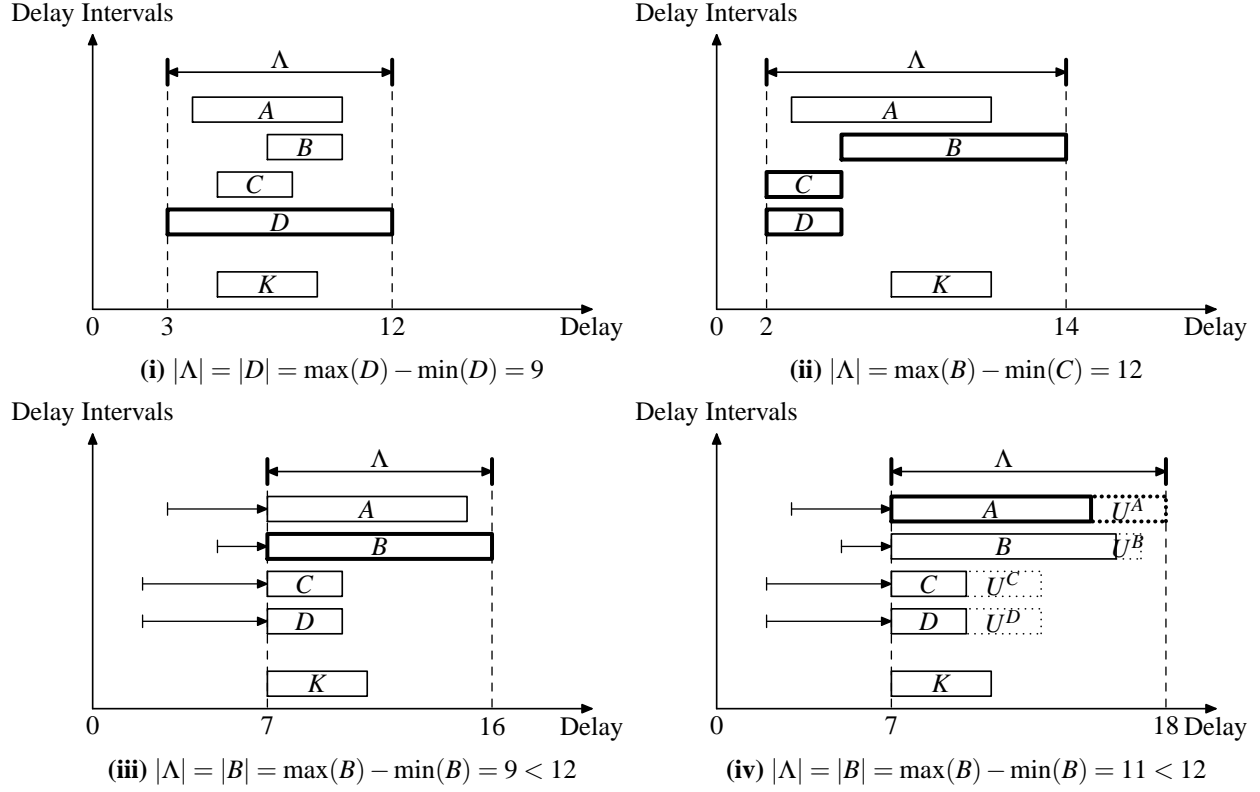 Delay Intervals
Λ
A
B
C
D
K
0
3
12
Delay
(i) |Λ| = |D| = max(D) − min(D) = 9
Delay Intervals
Λ
A
B
C
D
K
0
2
14
Delay
(ii) |Λ| = max(B) − min(C) = 12
Delay Intervals
Λ
A
B
C
D
K
0
7
16
Delay
(iii) |Λ| = |B| = max(B) − min(B) = 9 < 12
Delay Intervals
Λ
A U^A
B U^B
C U^C
D U^D
K
0
7
18
Delay
(iv) |Λ| = |B| = max(B) − min(B) = 11 < 12